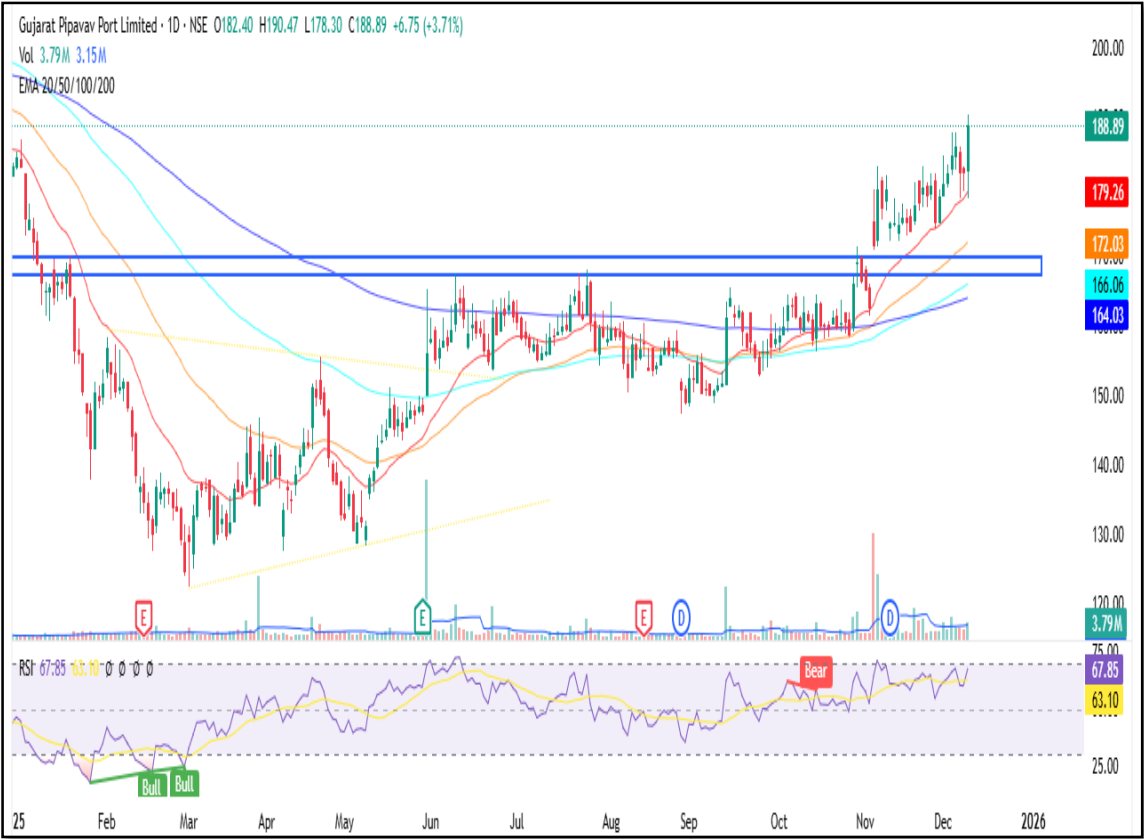 Gujarat Pipavav Port Limited · 1D · NSE O182.40 H190.47 L178.30 C188.89 +6.75 (+3.71%)
Vol 3.79M 3.15M
EMA 20/50/100/200
200.00
188.89
179.26
172.03
170.00
166.06
164.03
160.00
150.00
140.00
130.00
120.00
3.79M
E
E
E
D
D
RSI 67.85 63.10 Ø Ø Ø Ø
75.00
67.85
63.10
25.00
Bear
Bull
Bull
25 Feb Mar Apr May Jun Jul Aug Sep Oct Nov Dec 2026